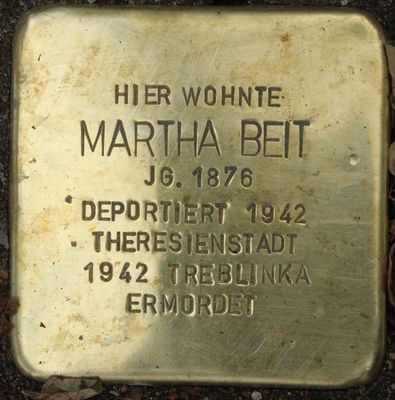 HIER WOHNTE
MARTHA BEIT
JG. 1876
DEPORTIERT 1942
THERESIENSTADT
1942 TREBLINKA
ERMORDET